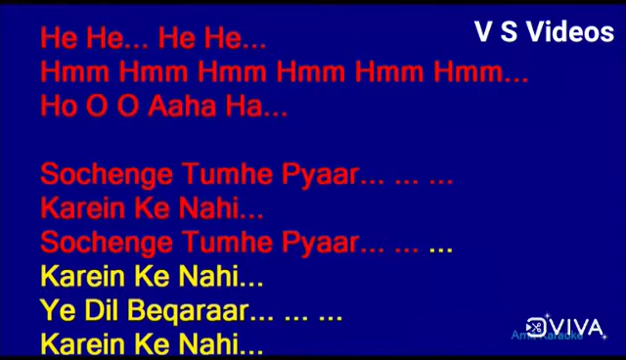 V S Videos
He He... He He...
Hmm Hmm Hmm Hmm Hmm Hmm...
Ho O O Aaha Ha...
Sochenge Tumhe Pyaar... ... ...
Karein Ke Nahi...
Sochenge Tumhe Pyaar... ... ...
Karein Ke Nahi...
Ye Dil Beqaraar... ... ...
Karein Ke Nahi...
VIVA